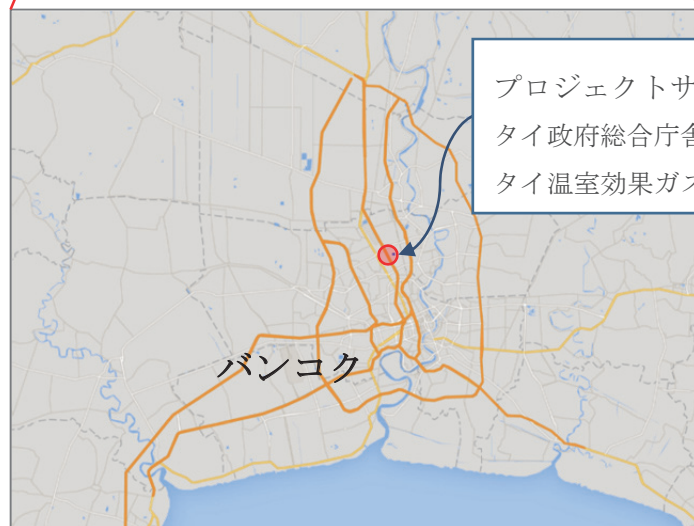 プロジェクトサ
タイ政府総合庁舎
タイ温室効果ガス
バンコク